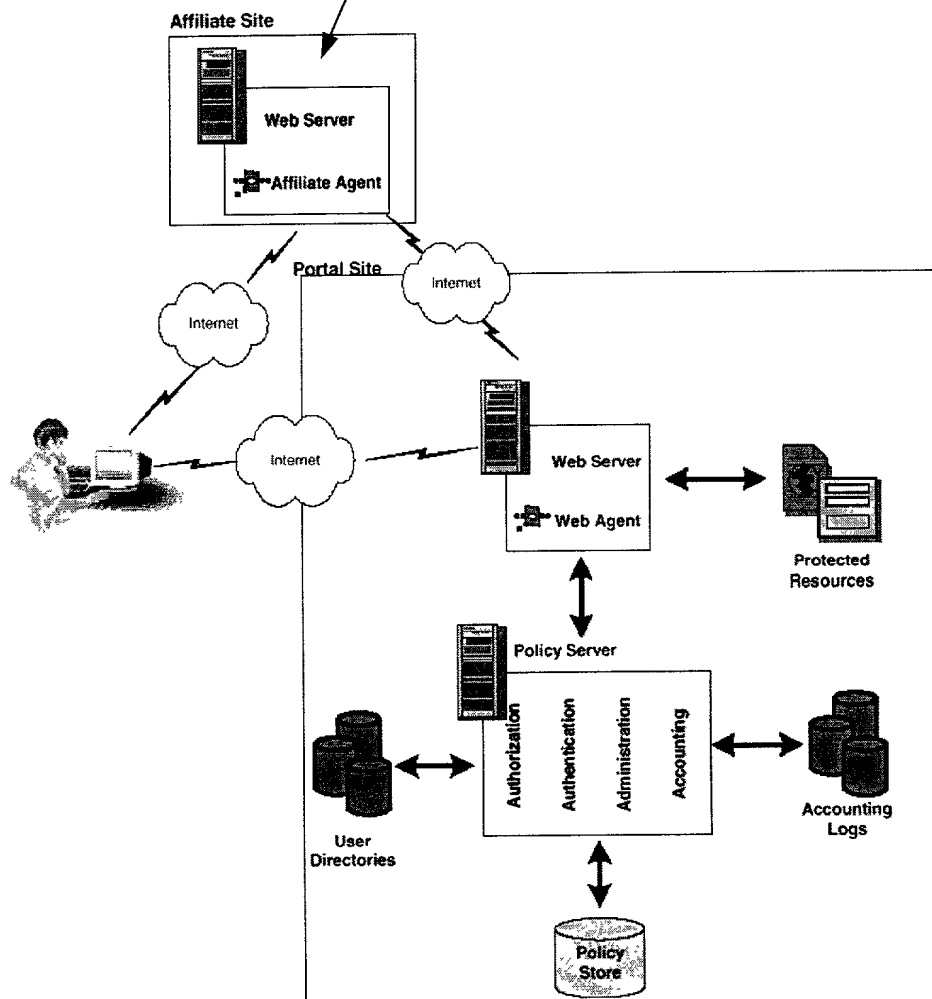 Affiliate Site
Web Server
Affiliate Agent
Portal Site
Internet
Internet
Internet
Web Server
Web Agent
Protected
Resources
Policy Server
Authorization
Authentication
Administration
Accounting
User
Directories
Accounting
Logs
Policy
Store